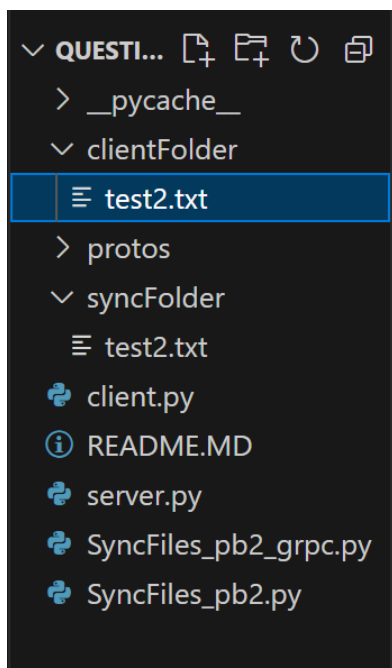 QUESTI...
__pycache__
clientFolder
test2.txt
protos
syncFolder
test2.txt
client.py
README.MD
server.py
SyncFiles_pb2_grpc.py
SyncFiles_pb2.py